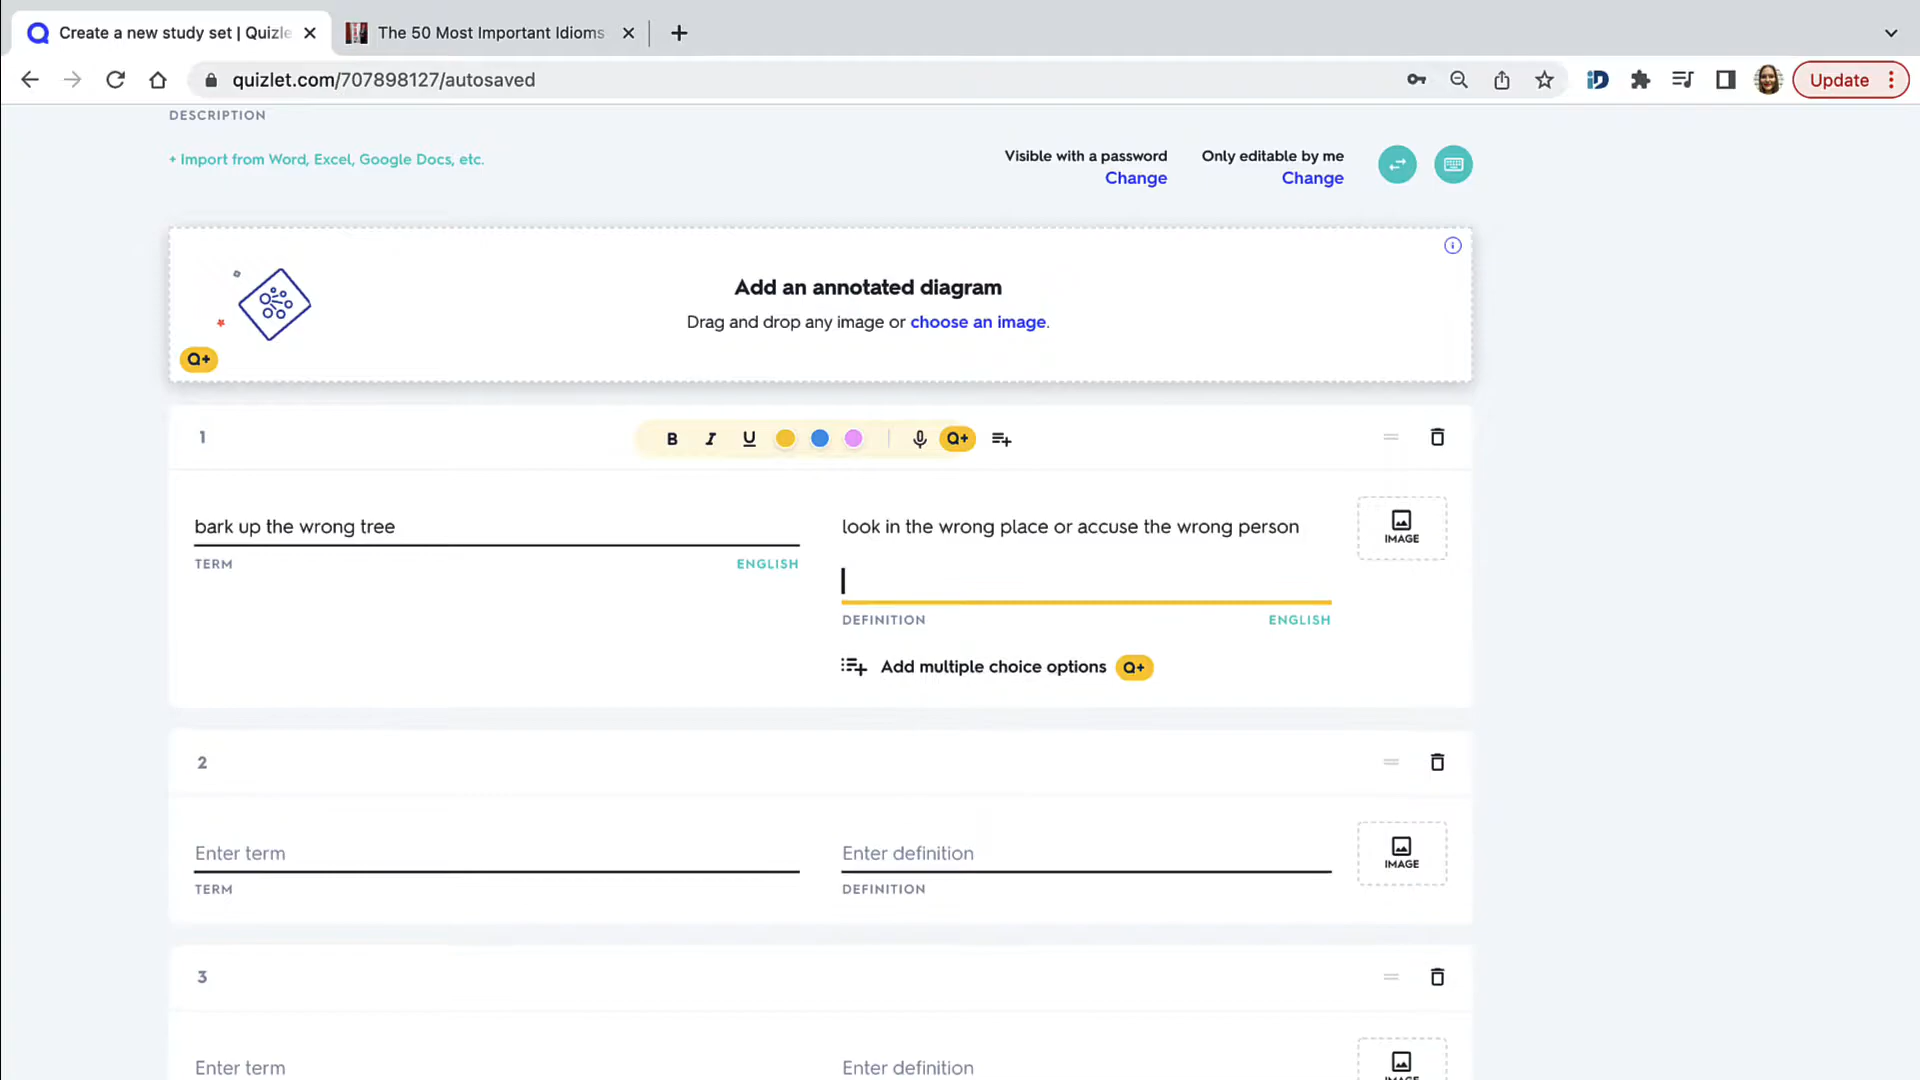 Create a new study set | Quizle
The 50 Most Important Idioms
quizlet.com/707898127/autosaved
Update
DESCRIPTION
+ Import from Word, Excel, Google Docs, etc.
Visible with a password
Change
Only editable by me
Change
Add an annotated diagram
Drag and drop any image or choose an image.
Q+
1
B I U Q+
bark up the wrong tree
TERM ENGLISH
look in the wrong place or accuse the wrong person
DEFINITION ENGLISH
IMAGE
Add multiple choice options Q+
2
Enter term
TERM
Enter definition
DEFINITION
IMAGE
3
Enter term
Enter definition
IMAGE